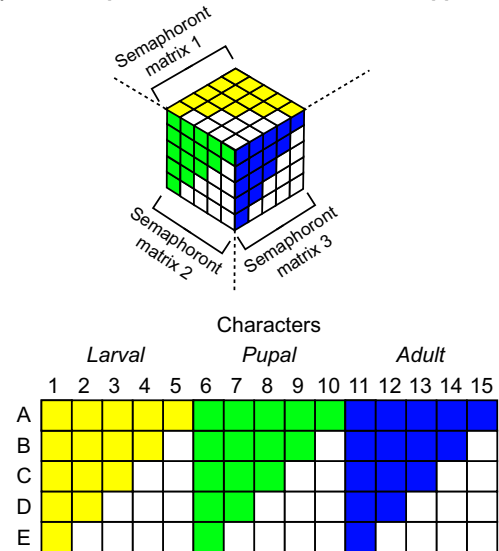 Semaphoront
matrix 1
Semaphoront
matrix 2
Semaphoront
matrix 3
Characters
Larval Pupal Adult
1 2 3 4 5 6 7 8 9 10 11 12 13 14 15
A
B
C
D
E